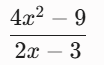 4x² − 9
2x − 3